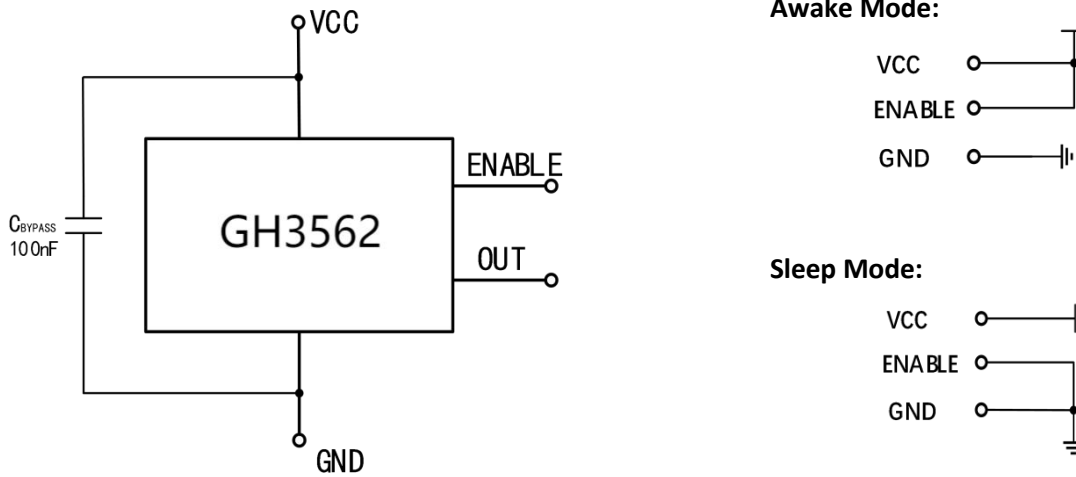 VCC
ENABLE
GH3562
CBYPASS
100nF
OUT
GND
Awake Mode:
VCC
ENABLE
GND
Sleep Mode:
VCC
ENABLE
GND